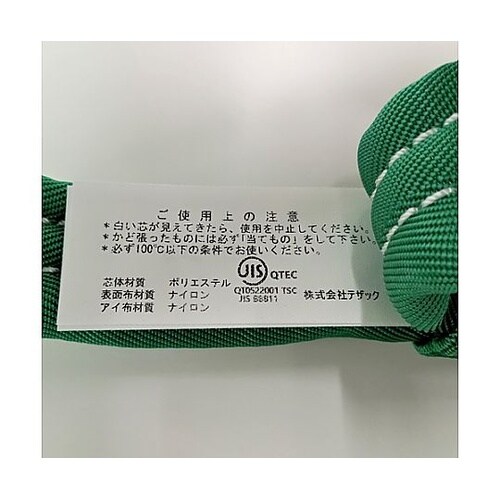 ご使用上の注意
*白い芯が見えてきたら、使用を中止してください。
*かど張ったものには必ず「当てもの」をして下さい。
*必ず100℃以下の条件でお使いください。
JIS QTEC
芯体材質 ポリエステル QT0522001 TSC
表面布材質 ナイロン JIS B8811 株式会社テザック
アイ布材質 ナイロン